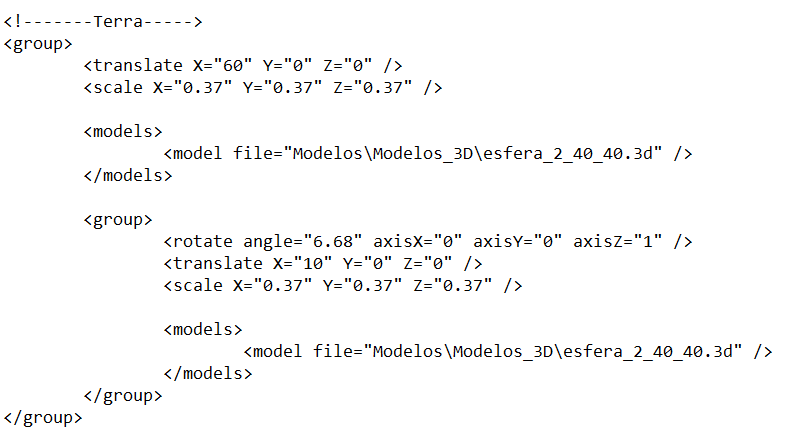 <!-------Terra----->
<group>
        <translate X="60" Y="0" Z="0" />
        <scale X="0.37" Y="0.37" Z="0.37" />

        <models>
                <model file="Modelos\Modelos_3D\esfera_2_40_40.3d" />
        </models>

        <group>
                <rotate angle="6.68" axisX="0" axisY="0" axisZ="1" />
                <translate X="10" Y="0" Z="0" />
                <scale X="0.37" Y="0.37" Z="0.37" />

                <models>
                        <model file="Modelos\Modelos_3D\esfera_2_40_40.3d" />
                </models>
        </group>
</group>